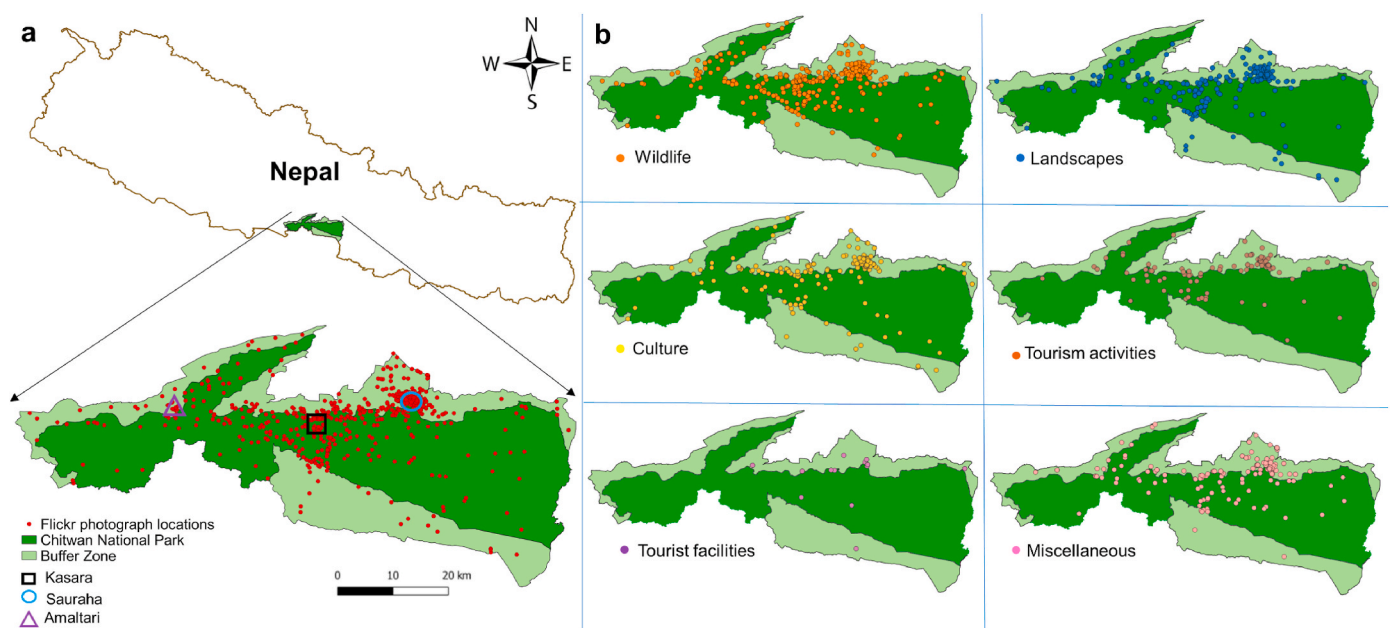 a
N
W E
S
Nepal
Flickr photograph locations
Chitwan National Park
Buffer Zone
Kasara
Sauraha
Amaltari
0 10 20 km
b
Wildlife
Landscapes
Culture
Tourism activities
Tourist facilities
Miscellaneous